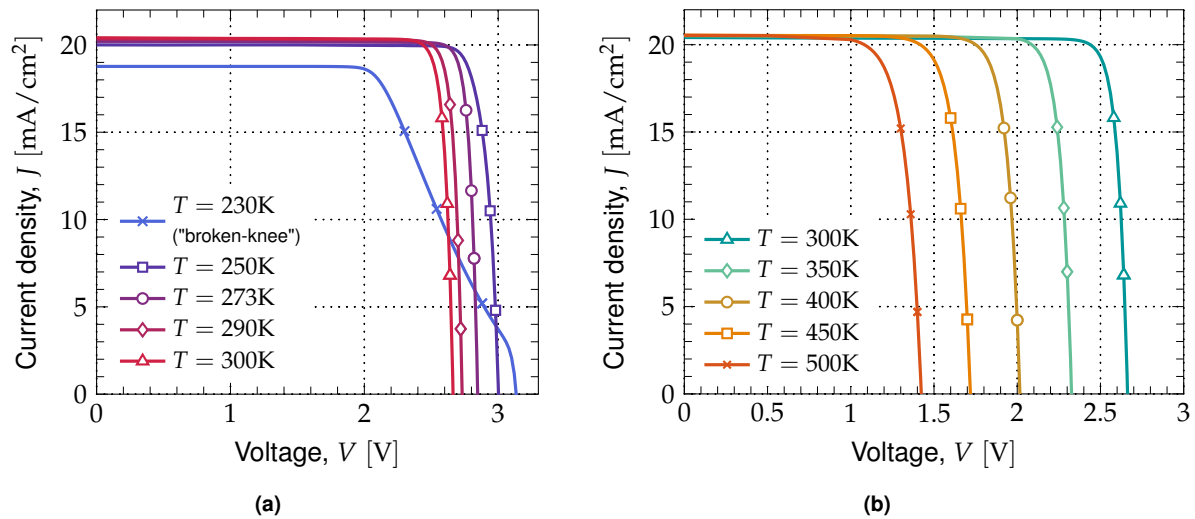 20
15
10
5
0
0
1
2
3
Current density, J [mA/cm²]
Voltage, V [V]
T = 230K
("broken-knee")
T = 250K
T = 273K
T = 290K
T = 300K
(a)
20
15
10
5
0
0
0.5
1
1.5
2
2.5
3
Current density, J [mA/cm²]
Voltage, V [V]
T = 300K
T = 350K
T = 400K
T = 450K
T = 500K
(b)